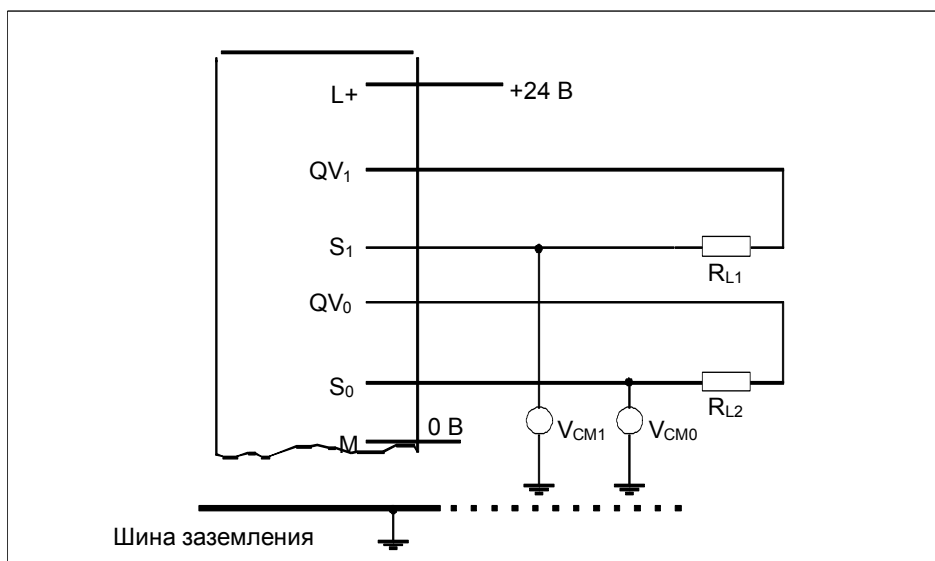 L+
+24 В
QV1
S1
RL1
QV0
S0
RL2
M
0 В
VCM1
VCM0
Шина заземления